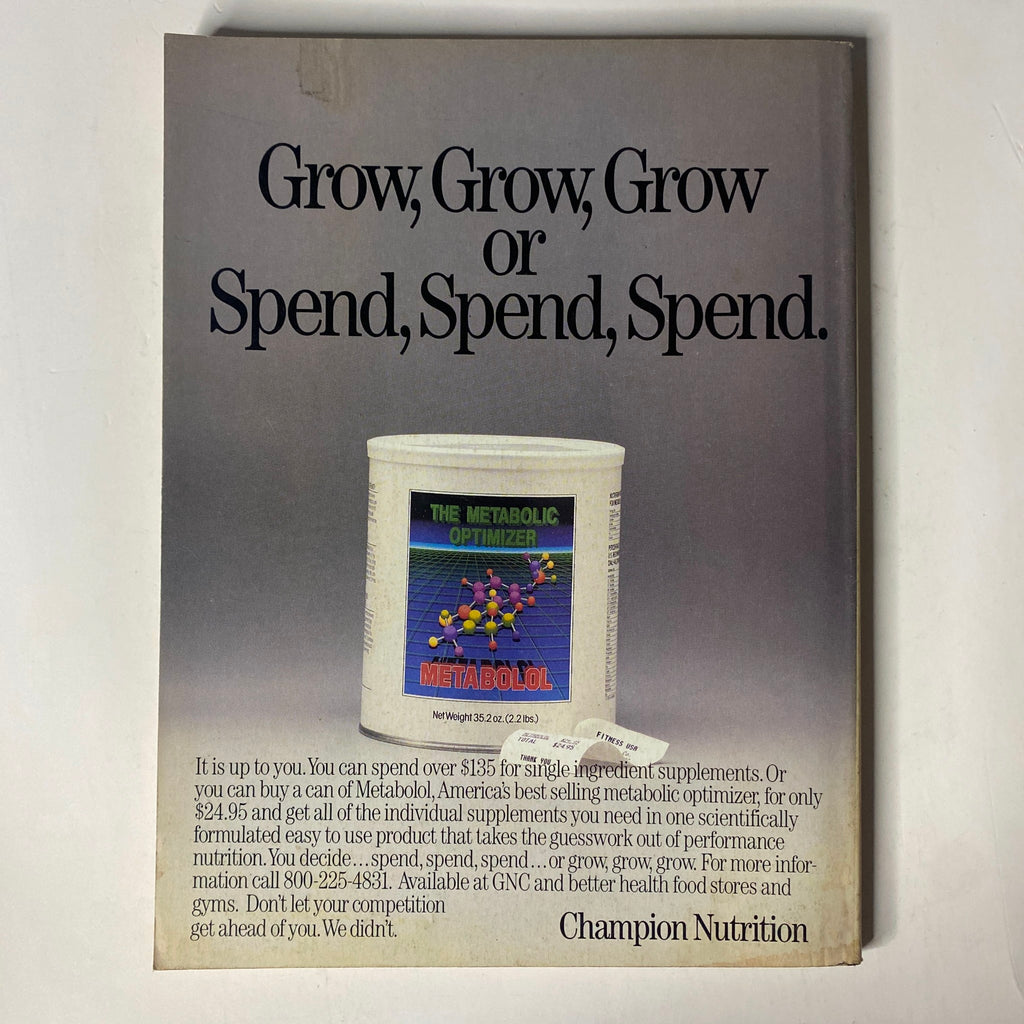 Grow, Grow, Grow
or
Spend, Spend, Spend.
THE METABOLIC
OPTIMIZER
METABOLOL
Net Weight 35.2 oz. (2.2 lbs.)
FITNESS USA
TOTAL $24.95
THANK YOU
It is up to you. You can spend over $135 for single ingredient supplements. Or
you can buy a can of Metabolol, America's best selling metabolic optimizer, for only
$24.95 and get all of the individual supplements you need in one scientifically
formulated easy to use product that takes the guesswork out of performance
nutrition. You decide...spend, spend, spend...or grow, grow, grow. For more infor-
mation call 800-225-4831. Available at GNC and better health food stores and
gyms. Don't let your competition
get ahead of you. We didn't.
Champion Nutrition